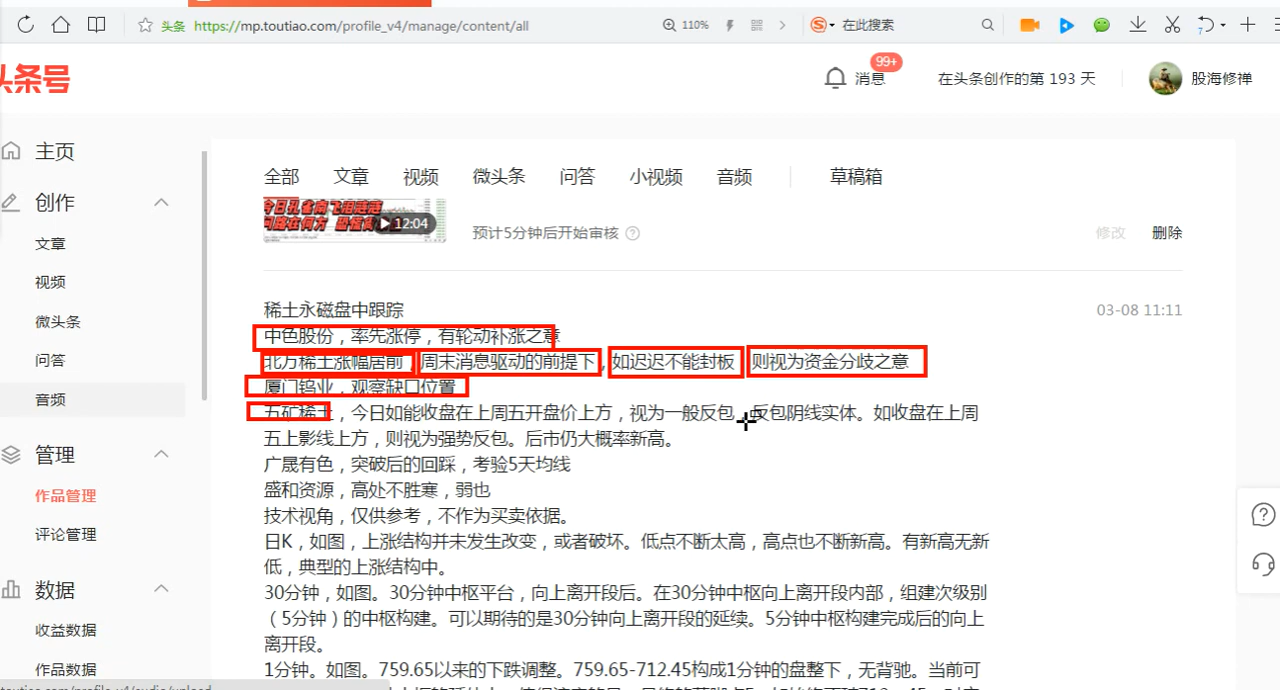 头条
https://mp.toutiao.com/profile_v4/manage/content/all
110%
在此搜索
头条号
99+
消息
在头条创作的第 193 天
股海修禅
主页
创作
文章
视频
微头条
问答
音频
管理
作品管理
评论管理
数据
收益数据
作品数据
全部 文章 视频 微头条 问答 小视频 音频 草稿箱
12:04
预计5分钟后开始审核
修改 删除
稀土永磁盘中跟踪
03-08 11:11
中色股份，率先涨停，有轮动补涨之意
北方稀土涨幅居前，周末消息驱动的前提下，如迟迟不能封板，则视为资金分歧之意
厦门钨业，观察缺口位置
五矿稀土，今日如能收盘在上周五开盘价上方，视为一般反包，反包阴线实体。如收盘在上周
五上影线上方，则视为强势反包。后市仍大概率新高。
广晟有色，突破后的回踩，考验5天均线
盛和资源，高处不胜寒，弱也
技术视角，仅供参考，不作为买卖依据。
日K，如图，上涨结构并未发生改变，或者破坏。低点不断太高，高点也不断新高。有新高无新
低，典型的上涨结构中。
30分钟，如图。30分钟中枢平台，向上离开段后。在30分钟中枢向上离开段内部，组建次级别
（5分钟）的中枢构建。可以期待的是30分钟向上离开段的延续。5分钟中枢构建完成后的向上
离开段。
1分钟。如图。759.65以来的下跌调整。759.65-712.45构成1分钟的盘整下，无背驰。当前可